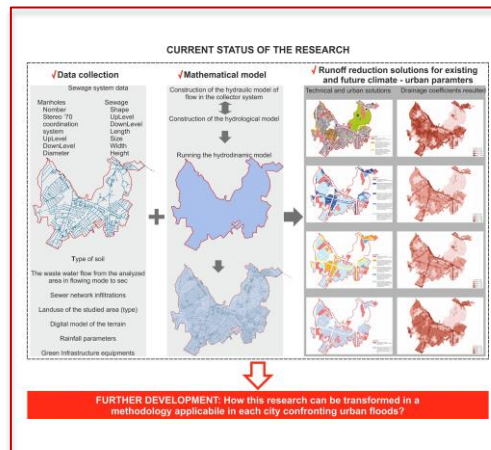 CURRENT STATUS OF THE RESEARCH
√Data collection
Sewage system data
Manholes
Nomber
Stereo '70
coordination
system
UpLevel
DownLevel
Diameter
Sewage
Shape
UpLevel
DownLevel
Length
Size
Width
Height
Type of soil
The waste water flow from the analyzed
area in flowing mode to sec
Sewer network infiltrations
Landuse of the studied area (type)
Digital model of the terrain
Rainfall parameters
Green Infrastructure equipments
+
√Mathematical model
Construction of the hydraulic model of
flow in the collector system
Construction of the hydrological model
Running the hydrodinamic model
√Runoff reduction solutions for existing
and future climate - urban paramters
Technical and urban solutions
Drainage coefficients resulted
FURTHER DEVELOPMENT: How this research can be transformed in a
methodology applicabile in each city confronting urban floods?